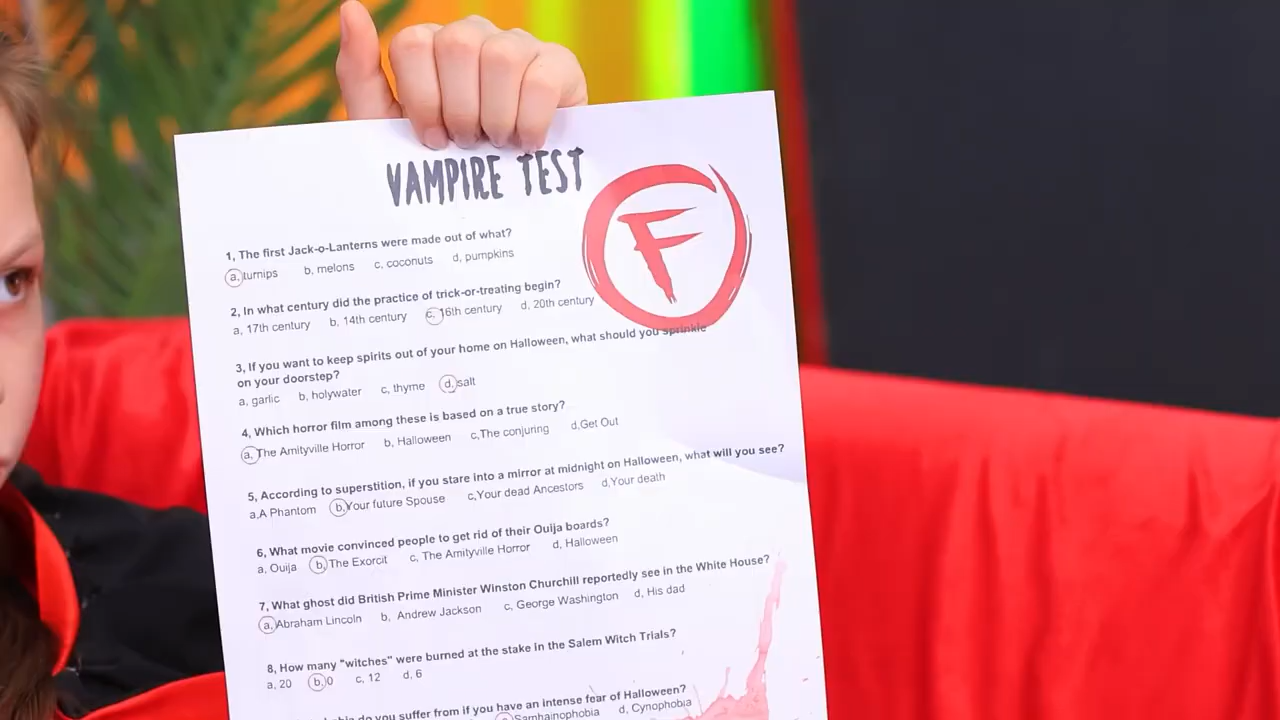 VAMPIRE TEST
F
1, The first Jack-o-Lanterns were made out of what?
a, turnips b, melons c, coconuts d, pumpkins
2, In what century did the practice of trick-or-treating begin?
a, 17th century b, 14th century c, 16th century d, 20th century
3, If you want to keep spirits out of your home on Halloween, what should you sprinkle
on your doorstep?
a, garlic b, holywater c, thyme d, salt
4, Which horror film among these is based on a true story?
a, The Amityville Horror b, Halloween c,The conjuring d,Get Out
5, According to superstition, if you stare into a mirror at midnight on Halloween, what will you see?
a,A Phantom b,Your future Spouse c,Your dead Ancestors d,Your death
6, What movie convinced people to get rid of their Ouija boards?
a, Ouija b, The Exorcit c, The Amityville Horror d, Halloween
7, What ghost did British Prime Minister Winston Churchill reportedly see in the White House?
a, Abraham Lincoln b, Andrew Jackson c, George Washington d, His dad
8, How many "witches" were burned at the stake in the Salem Witch Trials?
a, 20 b, 0 c, 12 d, 6
do you suffer from if you have an intense fear of Halloween?
Samhainophobia d, Cynophobia